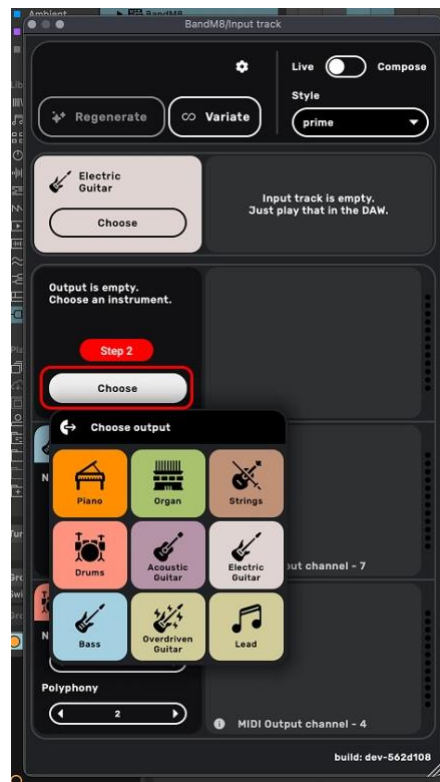 Ambient
BandM8
BandM8/Input track
Live
Compose
Style
Regenerate
Variate
prime
Electric
Guitar
Choose
Input track is empty.
Just play that in the DAW.
Output is empty.
Choose an instrument.
Step 2
Choose
Choose output
Piano
Organ
Strings
Drums
Acoustic
Guitar
Electric
Guitar
Bass
Overdriven
Guitar
Lead
N
put channel - 7
N
Polyphony
2
MIDI Output channel - 4
build: dev-562d108